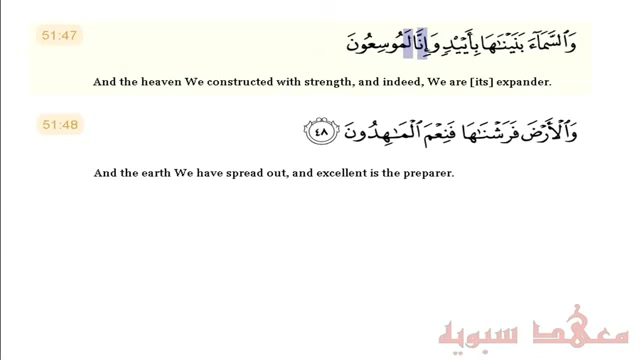 51:47
وَٱلسَّمَآءَ بَنَيْنَـٰهَا بِأَيْي۟دٍ وَإِنَّا لَمُوسِعُونَ
And the heaven We constructed with strength, and indeed, We are [its] expander.
51:48
وَٱلْأَرْضَ فَرَشْنَـٰهَا فَنِعْمَ ٱلْمَـٰهِدُونَ ٤٨
And the earth We have spread out, and excellent is the preparer.
معهد سيبويه